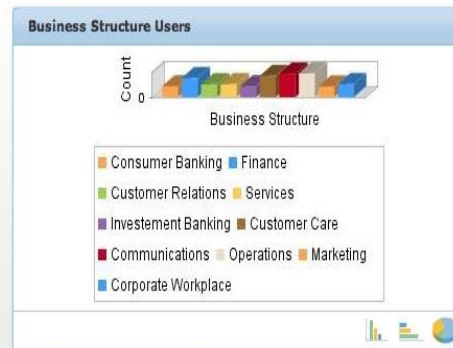 Business Structure Users
Count
0
Business Structure
Consumer Banking Finance
Customer Relations Services
Investement Banking Customer Care
Communications Operations Marketing
Corporate Workplace